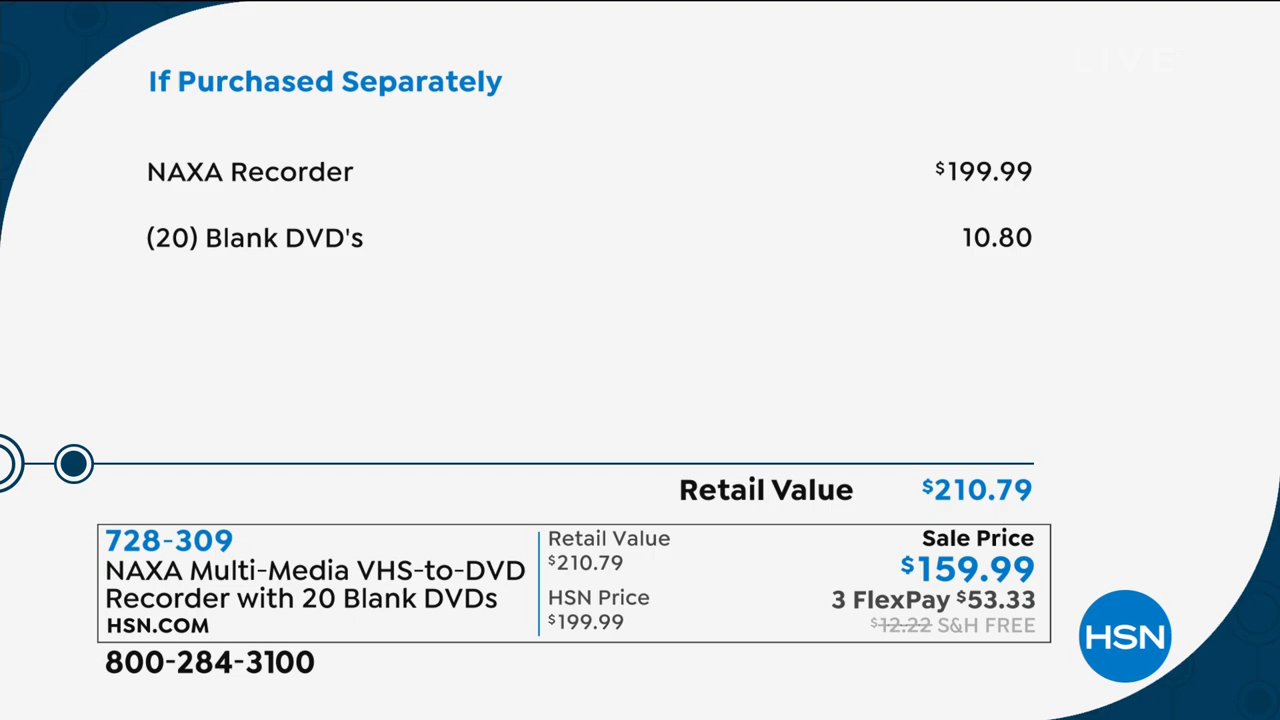 LIVE
If Purchased Separately
NAXA Recorder $199.99
(20) Blank DVD's 10.80
Retail Value $210.79
728-309
NAXA Multi-Media VHS-to-DVD
Recorder with 20 Blank DVDs
HSN.COM
Retail Value
$210.79
HSN Price
$199.99
Sale Price
$159.99
3 FlexPay $53.33
$12.22 S&H FREE
800-284-3100
HSN